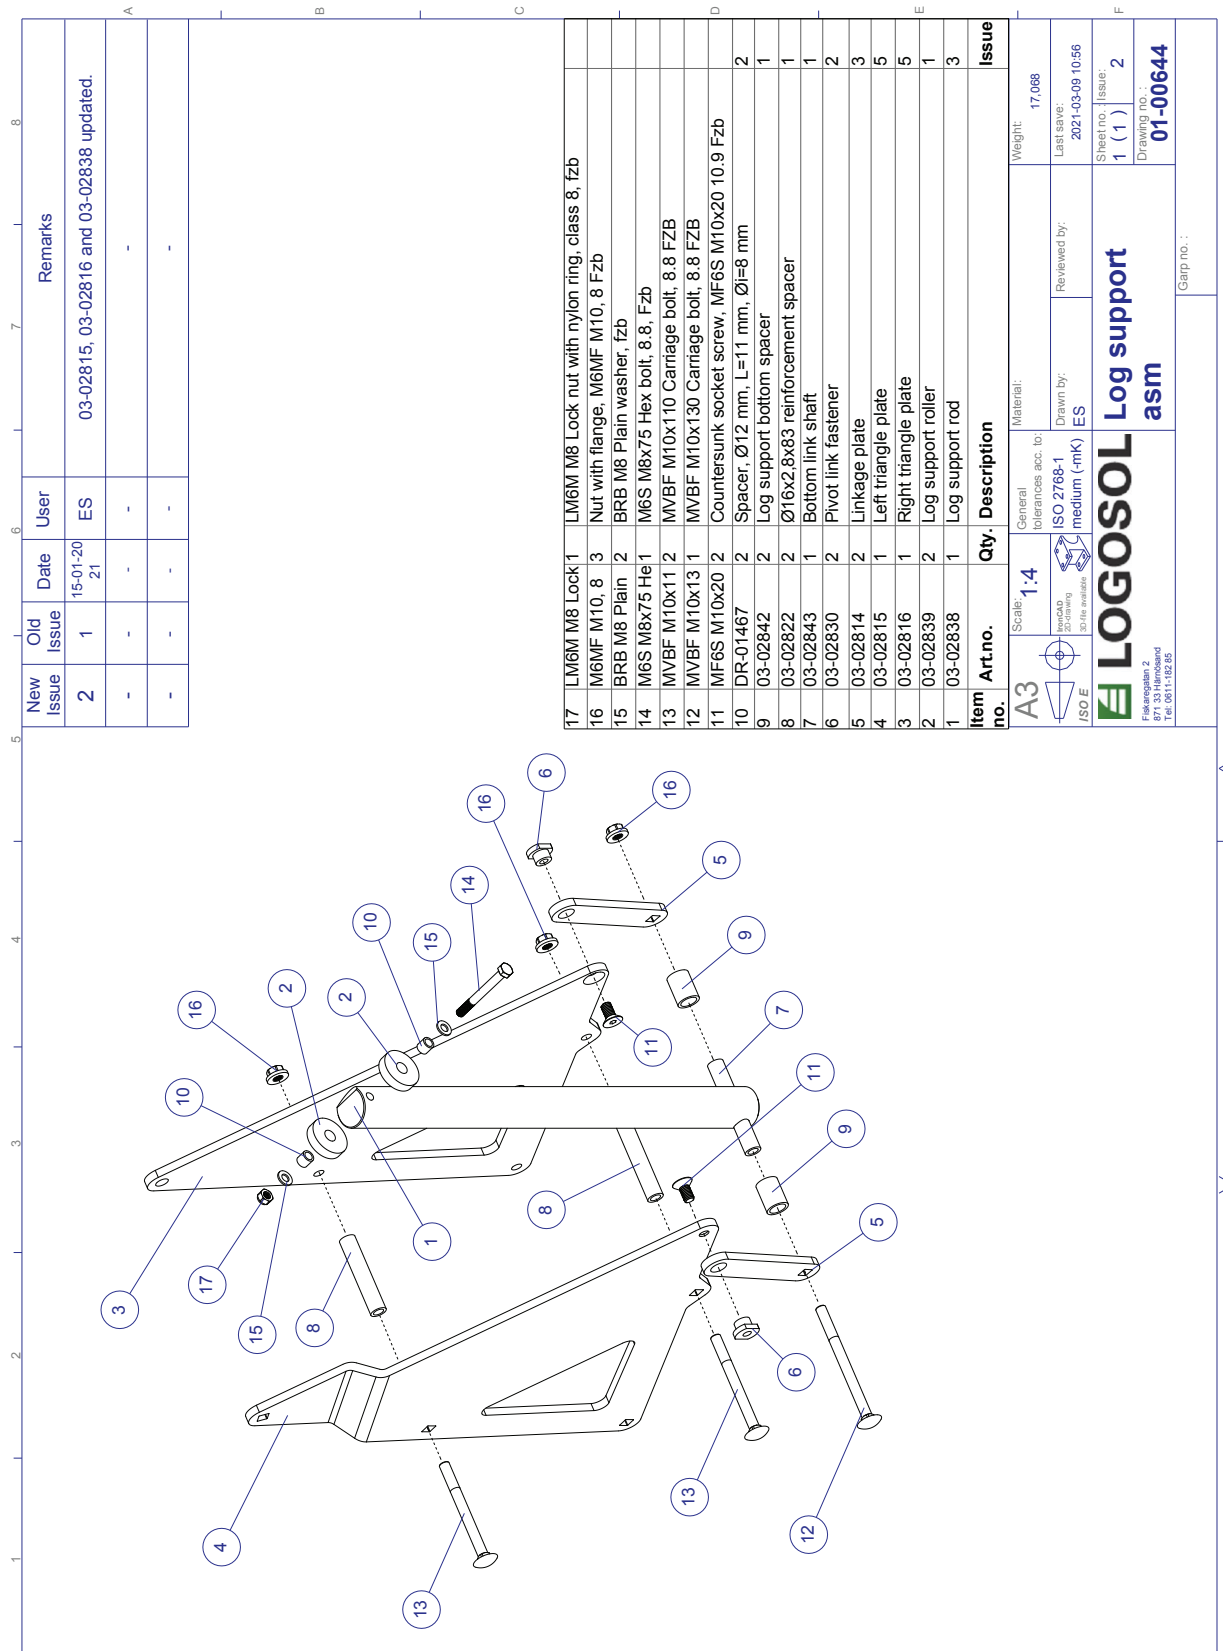 New Issue
Old Issue
Date
User
Remarks
2
1
15-01-2021
ES
03-02815, 03-02816 and 03-02838 updated.
- - - - -
- - - - -
1 2 3 4 5 6 7 8
A B C D E F
16
10
2
2
10
15
14
16
6
16
5
9
7
11
11
9
5
8
1
3
17
15
8
4
13
13
6
12
17 LM6M M8 Lock 1 LM6M M8 Lock nut with nylon ring, class 8, fzb
16 M6MF M10, 8 3 Nut with flange, M6MF M10, 8 Fzb
15 BRB M8 Plain 2 BRB M8 Plain washer, fzb
14 M6S M8x75 He 1 M6S M8x75 Hex bolt, 8.8, Fzb
13 MVBF M10x11 2 MVBF M10x110 Carriage bolt, 8.8 FZB
12 MVBF M10x13 1 MVBF M10x130 Carriage bolt, 8.8 FZB
11 MF6S M10x20 2 Countersunk socket screw, MF6S M10x20 10.9 Fzb
10 DR-01467 2 Spacer, Ø12 mm, L=11 mm, Øi=8 mm 2
9 03-02842 2 Log support bottom spacer 1
8 03-02822 2 Ø16x2,8x83 reinforcement spacer 1
7 03-02843 1 Bottom link shaft 1
6 03-02830 2 Pivot link fastener 2
5 03-02814 2 Linkage plate 3
4 03-02815 1 Left triangle plate 5
3 03-02816 1 Right triangle plate 5
2 03-02839 2 Log support roller 1
1 03-02838 1 Log support rod 3
Item no. Art.no. Qty. Description Issue
A3
ISO E
Scale: 1:4
IronCAD
2D-drawing
3D-file available
General
tolerances acc. to:
ISO 2768-1
medium (-mK)
Material:
Weight:
17,068
Drawn by:
ES
Reviewed by:
Last save:
2021-03-09 10:56
LOGOSOL
Fiskaregatan 2
871 33 Härnösand
Tel: 0611-182 85
Log support
asm
Sheet no.:
1 ( 1 )
Issue:
2
Drawing no. :
01-00644
Garp no. :